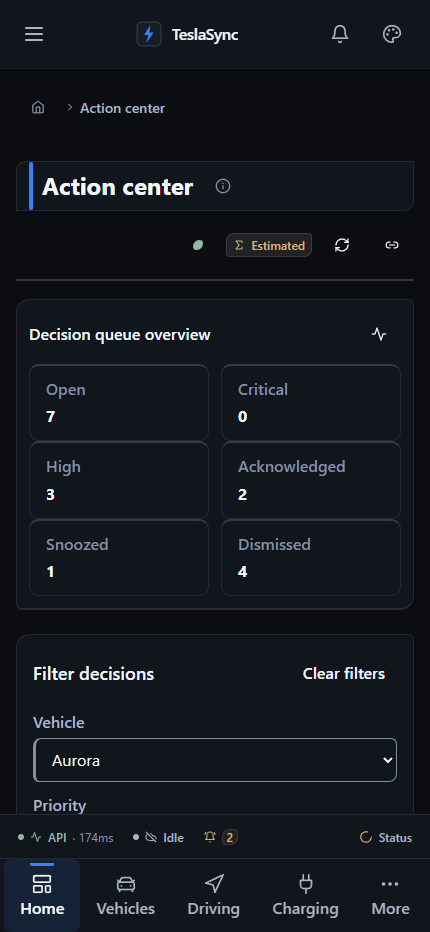 TeslaSync
Action center
Action center
Estimated
Decision queue overview
Open
7
Critical
0
High
3
Acknowledged
2
Snoozed
1
Dismissed
4
Filter decisions
Clear filters
Vehicle
Aurora
Priority
API · 174ms
Idle
2
Status
Home
Vehicles
Driving
Charging
More